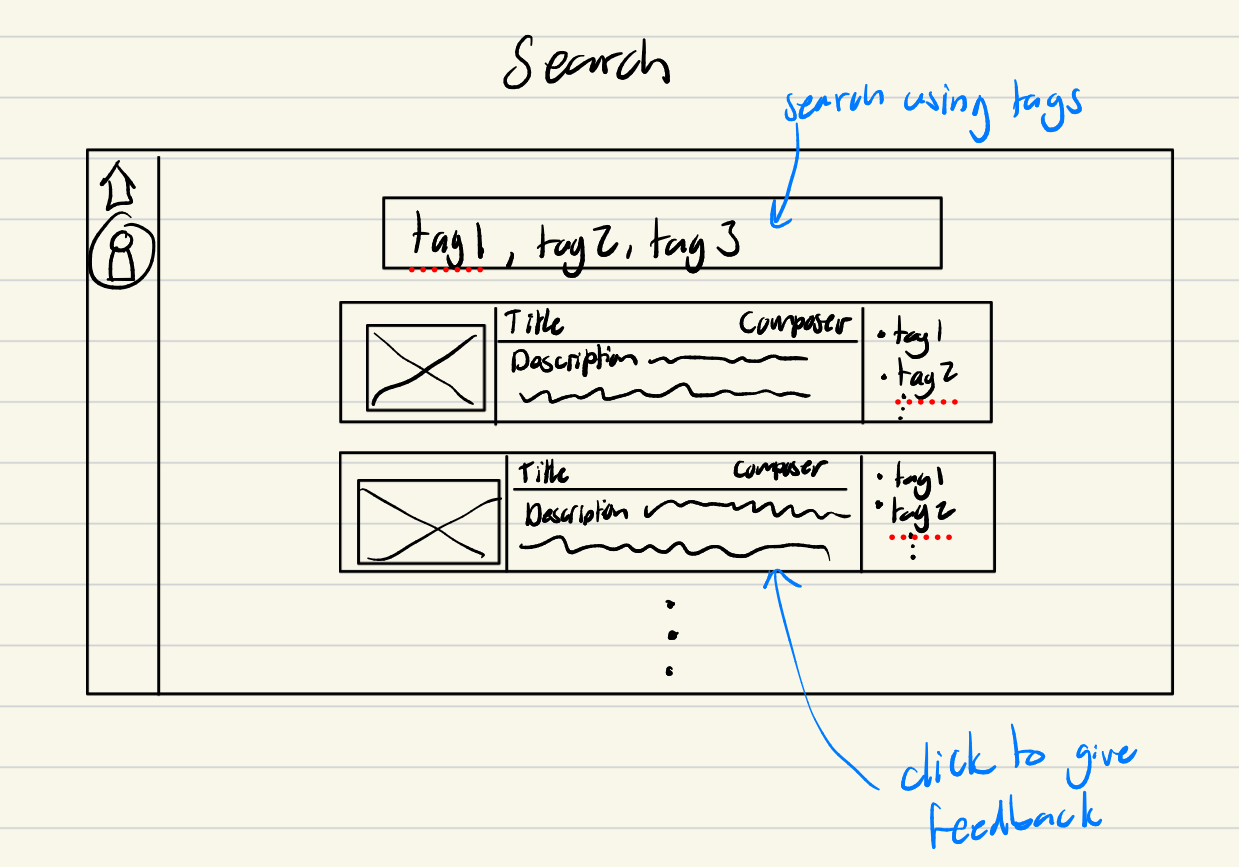 Search
search using tags
tag1, tag2, tag3
Title Composer
Description
• tag1
• tag2
Title Composer
Description
• tag1
• tag2
click to give
feedback